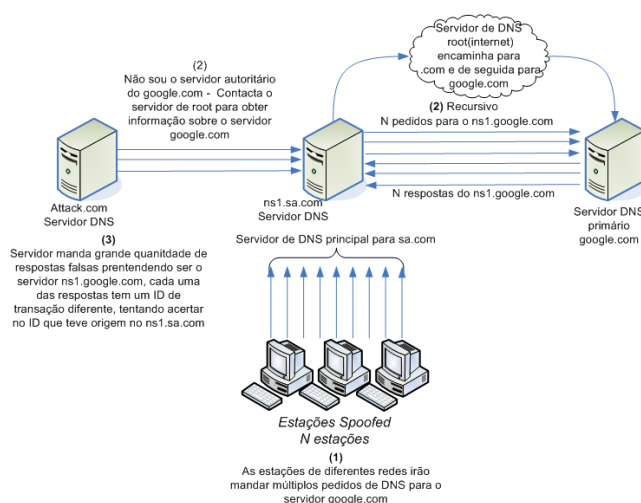 (2)
Não sou o servidor autoritário
do google.com - Contacta o
servidor de root para obter
informação sobre o servidor
google.com
Servidor de DNS
root(internet)
encaminha para
.com e de seguida para
google.com
(2) Recursivo
N pedidos para o ns1.google.com
N respostas do ns1.google.com
Attack.com
Servidor DNS
ns1.sa.com
Servidor DNS
Servidor DNS
primário
google.com
(3)
Servidor manda grande quanitdade de
respostas falsas prentendendo ser o
servidor ns1.google.com, cada uma
das respostas tem um ID de
transação diferente, tentando acertar
no ID que teve origem no ns1.sa.com
Servidor de DNS principal para sa.com
Estações Spoofed
N estações
(1)
As estações de diferentes redes irão
mandar múltiplos pedidos de DNS para o
servidor google.com